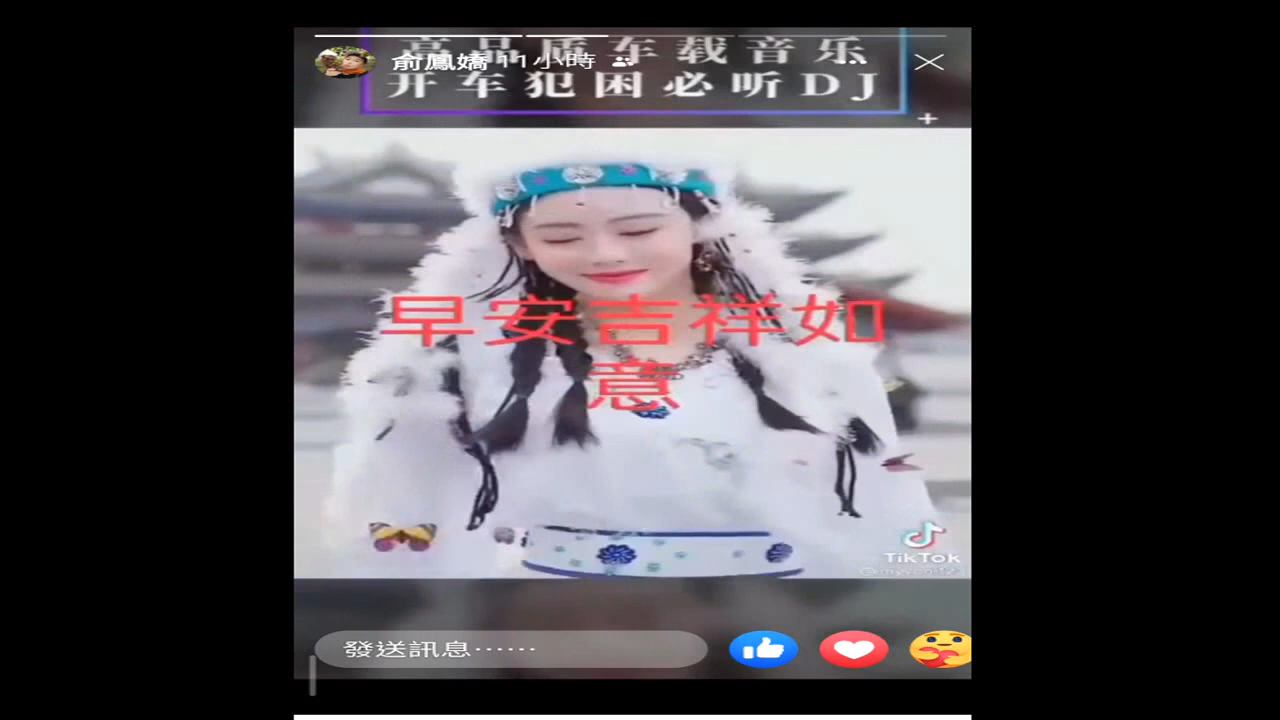 高品质车载音乐
俞鳳嬌 11 小時
开车犯困必听DJ
早安吉祥如
意
TikTok
發送訊息……